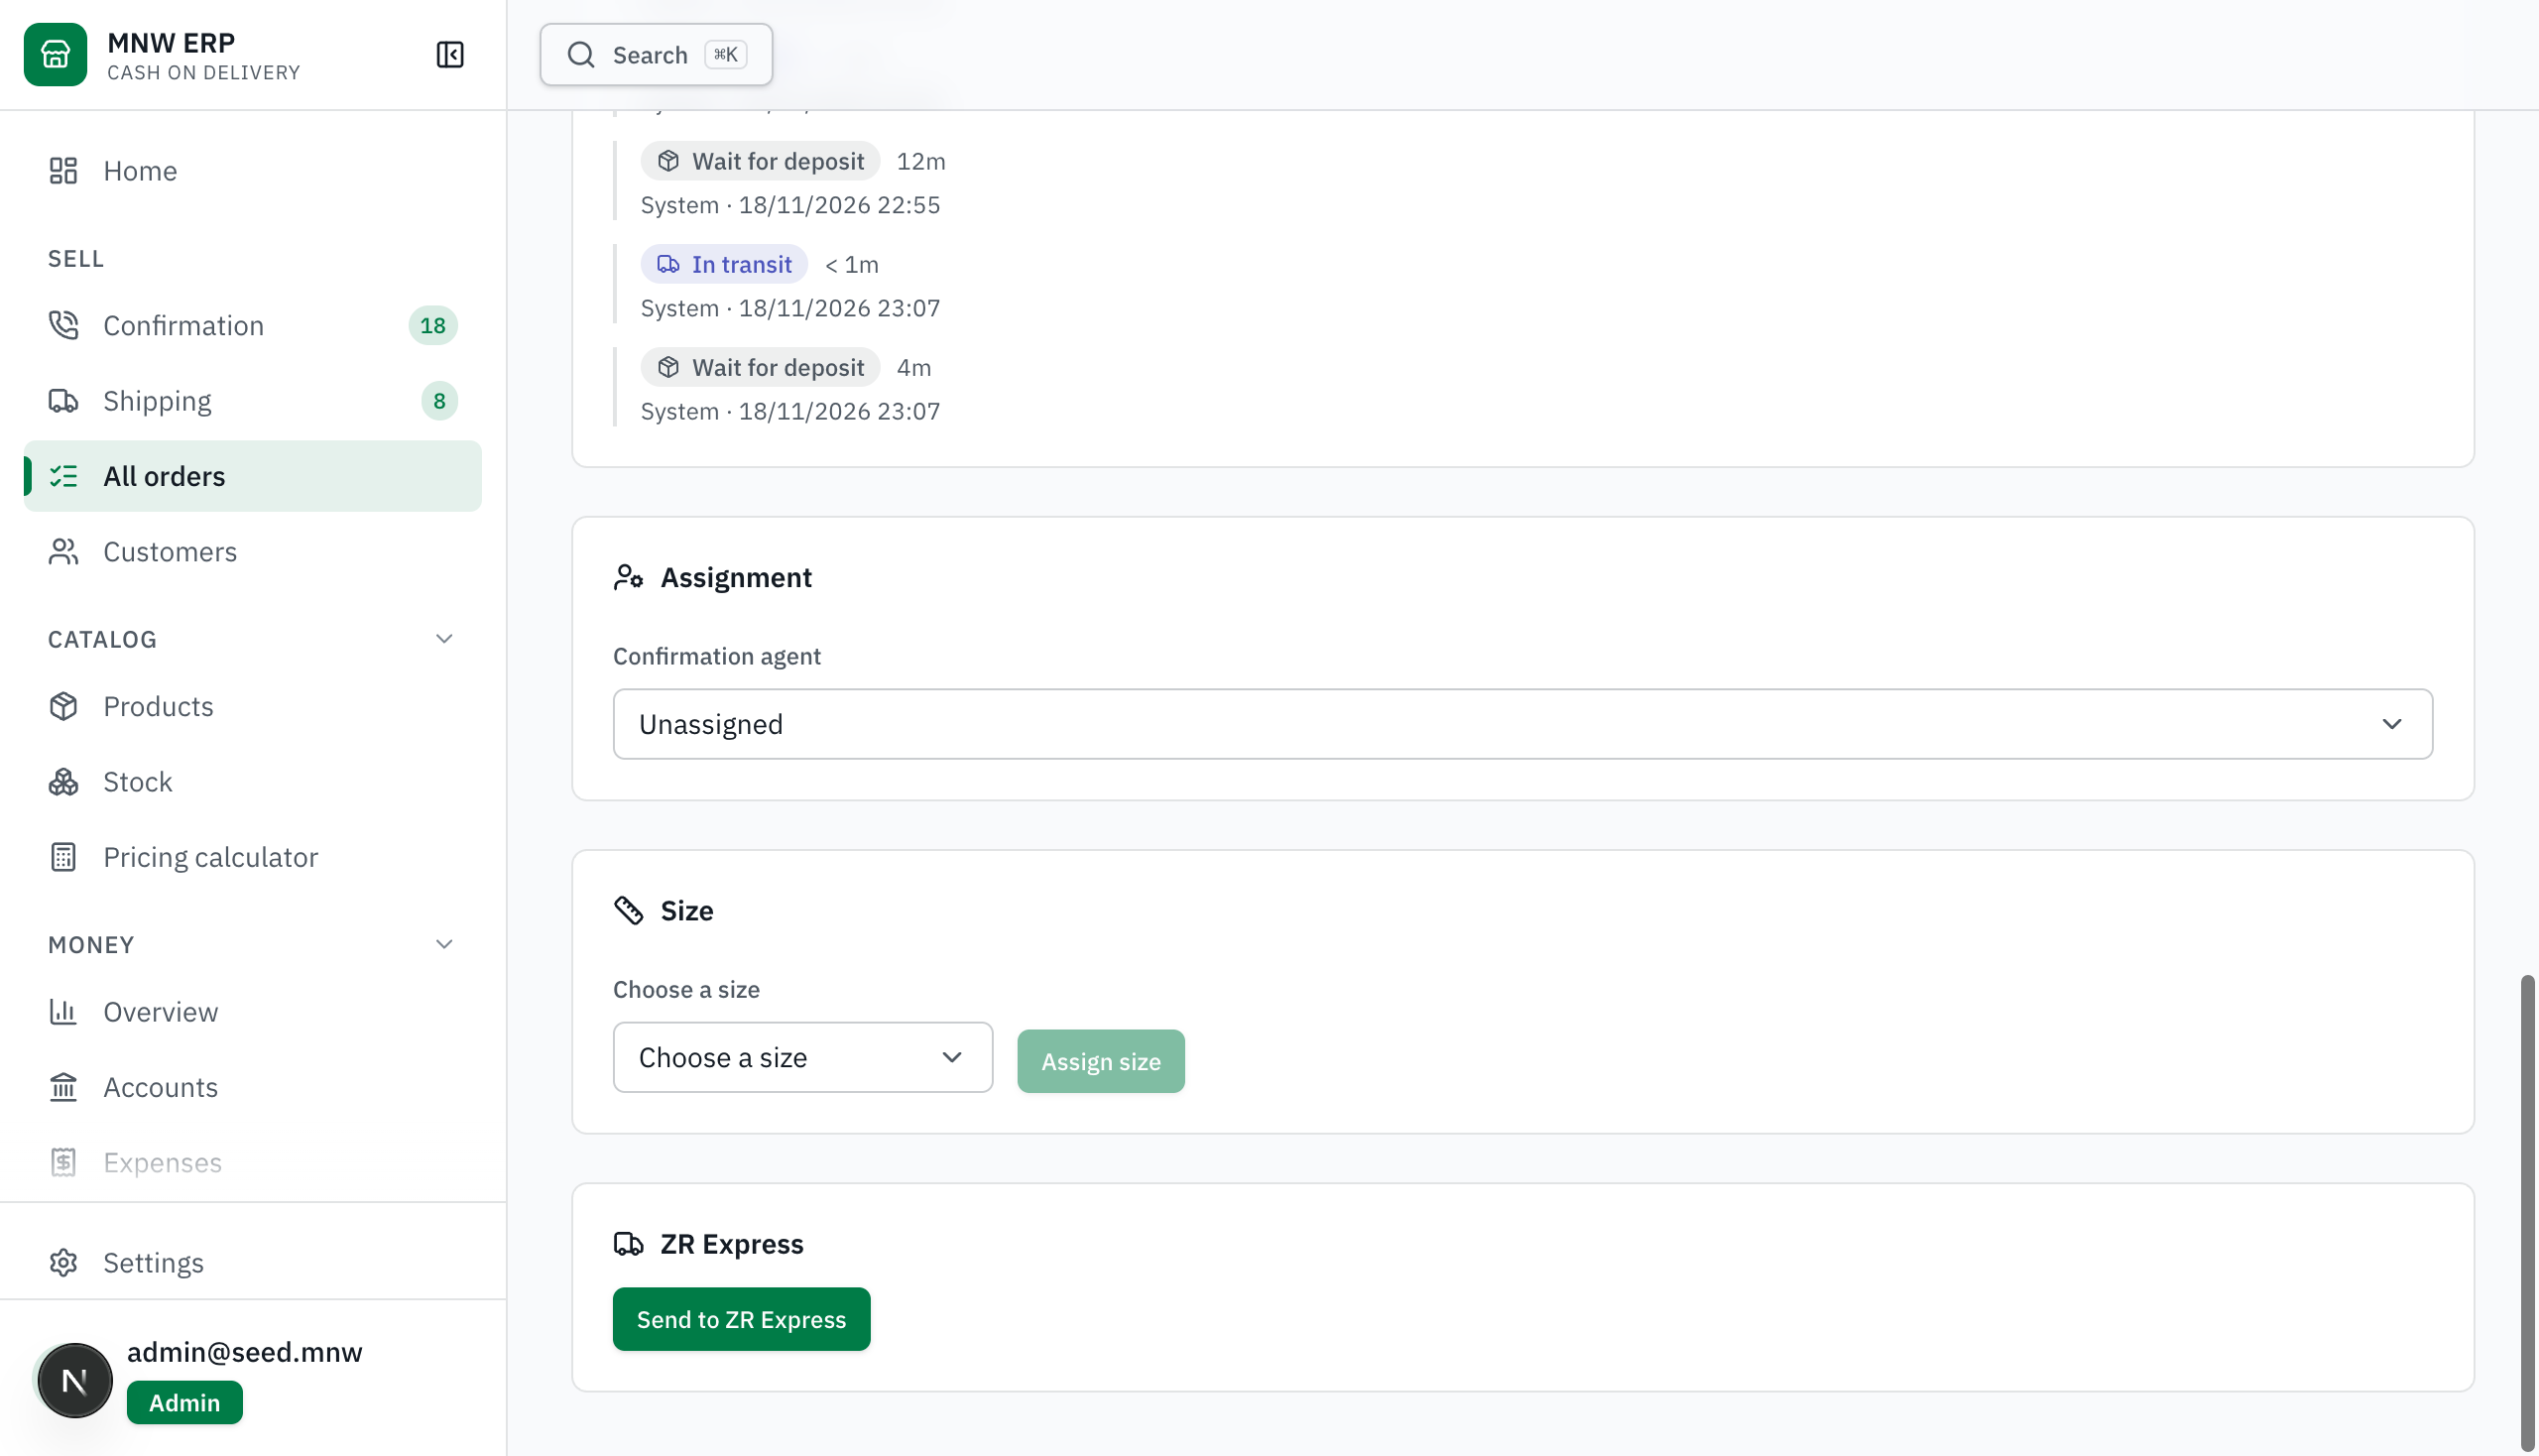 MNW ERP
CASH ON DELIVERY
Home
SELL
Confirmation 18
Shipping 8
All orders
Customers
CATALOG
Products
Stock
Pricing calculator
MONEY
Overview
Accounts
Expenses
Settings
N
admin@seed.mnw
Admin
Search ⌘K
Wait for deposit 12m
System · 18/11/2026 22:55
In transit < 1m
System · 18/11/2026 23:07
Wait for deposit 4m
System · 18/11/2026 23:07
Assignment
Confirmation agent
Unassigned
Size
Choose a size
Choose a size
Assign size
ZR Express
Send to ZR Express